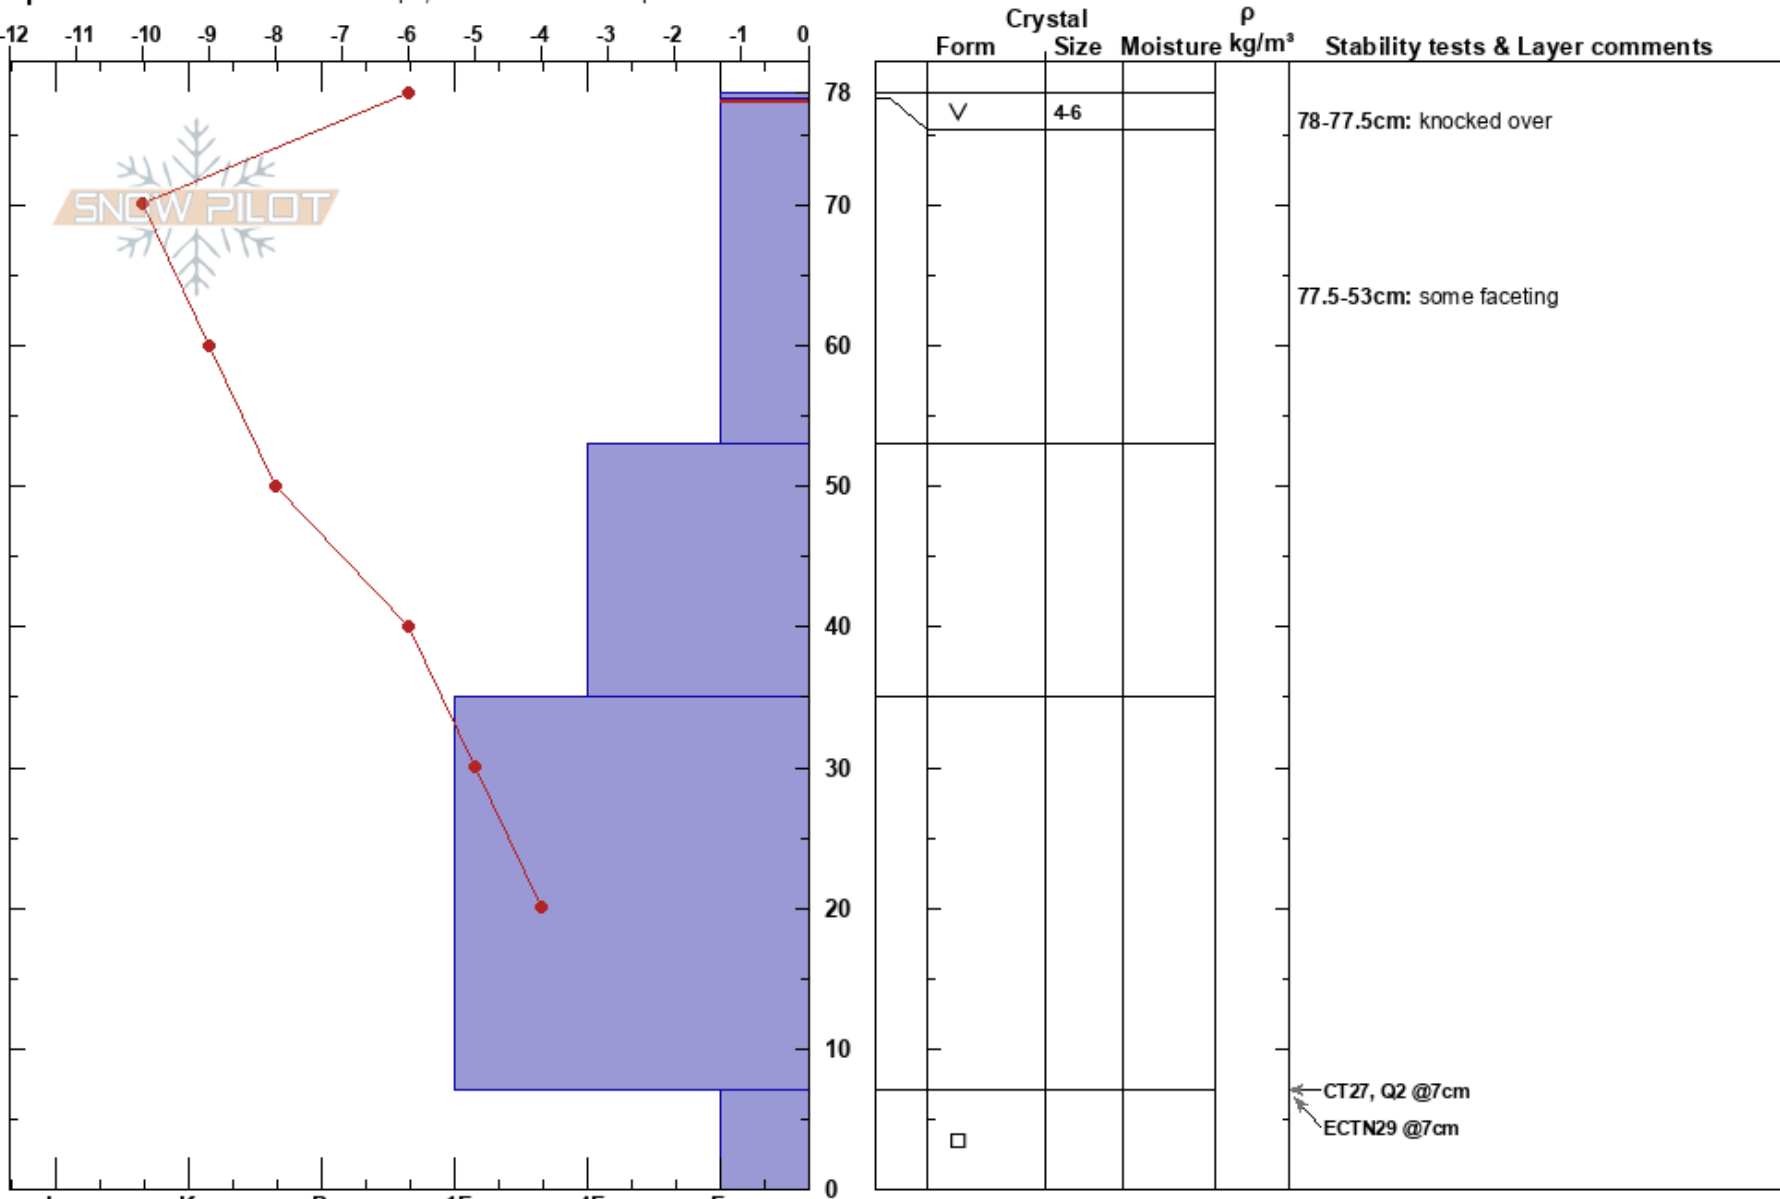 Crystal ρ
-12 -11 -10 -9 -8 -7 -6 -5 -4 -3 -2 -1 0
Form Size Moisture kg/m³ Stability tests & Layer comments
78
4-6
78-77.5cm: knocked over
SNOW PILOT
70
77.5-53cm: some faceting
60
50
40
30
20
10
CT27, Q2 @7cm
ECTN29 @7cm
0